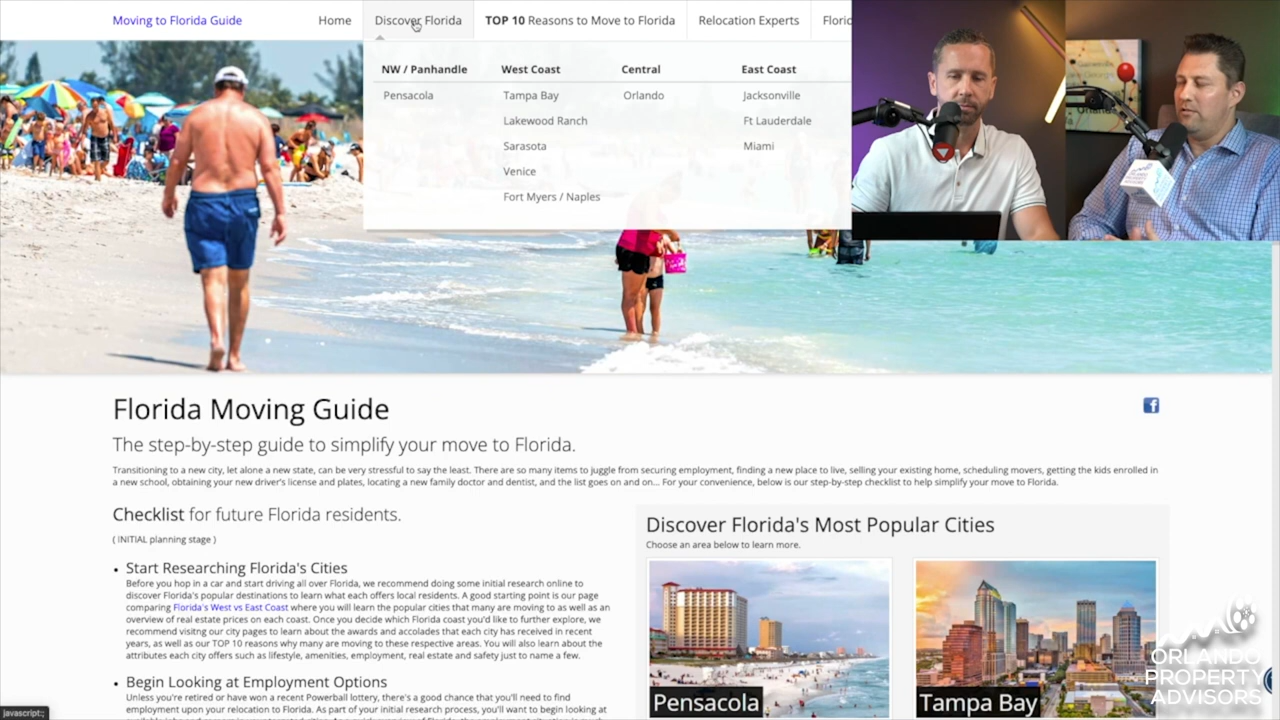 Moving to Florida Guide
Home
Discover Florida
TOP 10 Reasons to Move to Florida
Relocation Experts
NW / Panhandle
Pensacola
West Coast
Tampa Bay
Lakewood Ranch
Sarasota
Venice
Fort Myers / Naples
Central
Orlando
East Coast
Jacksonville
Ft Lauderdale
Miami
ORLANDO
PROPERTY
ADVISORS
Florida Moving Guide
The step-by-step guide to simplify your move to Florida.
Transitioning to a new city, let alone a new state, can be very stressful to say the least. There are so many items to juggle from securing employment, finding a new place to live, selling your existing home, scheduling movers, getting the kids enrolled in
a new school, obtaining your new driver's license and plates, locating a new family doctor and dentist, and the list goes on and on... For your convenience, below is our step-by-step checklist to help simplify your move to Florida.
Checklist for future Florida residents.
( INITIAL planning stage )
• Start Researching Florida's Cities
Before you hop in a car and start driving all over Florida, we recommend doing some initial research online to
discover Florida's popular destinations to learn what each offers local residents. A good starting point is our page
comparing Florida's West vs East Coast where you will learn the popular cities that many are moving to as well as an
overview of real estate prices on each coast. Once you decide which Florida coast you'd like to further explore, we
recommend visiting our city pages to learn about the awards and accolades that each city has received in recent
years, as well as our TOP 10 reasons why many are moving to these respective areas. You will also learn about the
attributes each city offers such as lifestyle, amenities, employment, real estate and safety just to name a few.
• Begin Looking at Employment Options
Unless you're retired or have won a recent Powerball lottery, there's a good chance that you'll need to find
employment upon your relocation to Florida. As part of your initial research process, you'll want to begin looking at
Discover Florida's Most Popular Cities
Choose an area below to learn more.
Pensacola
Tampa Bay
ORLANDO
PROPERTY
ADVISORS
javascript:;